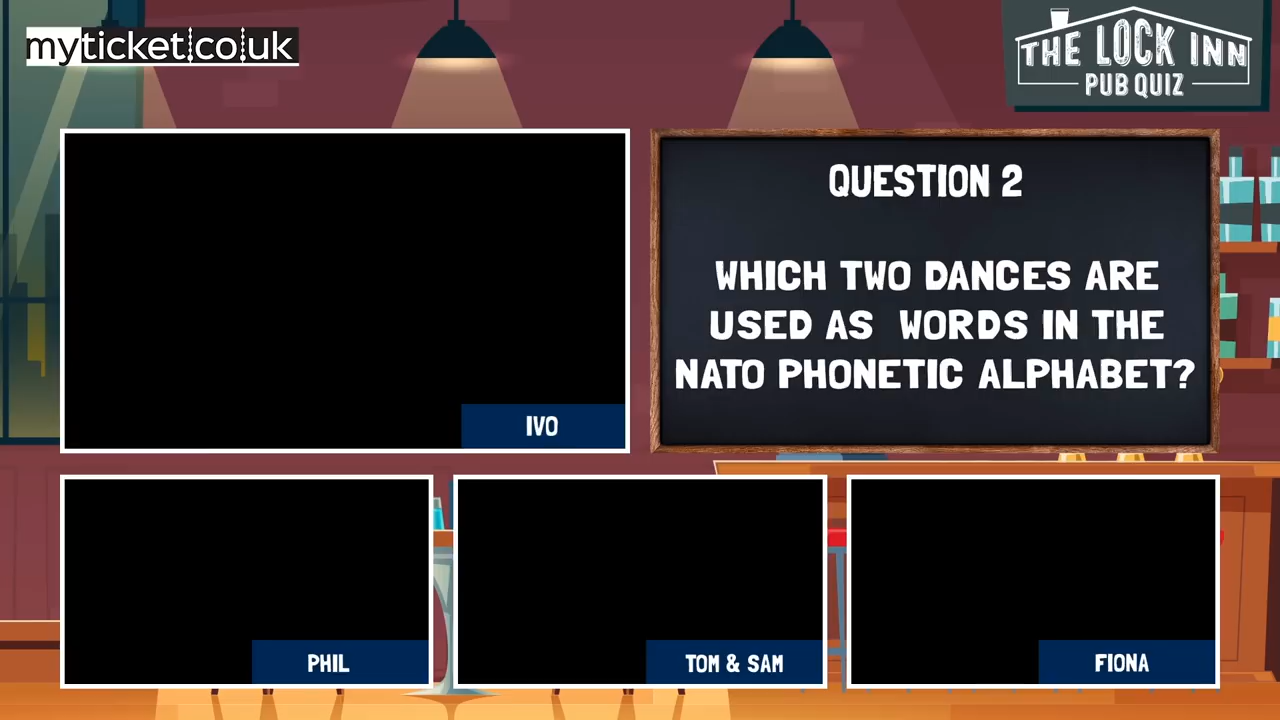 myticket.co.uk
THE LOCK INN
PUB QUIZ
QUESTION 2
WHICH TWO DANCES ARE
USED AS WORDS IN THE
NATO PHONETIC ALPHABET?
IVO
PHIL
TOM & SAM
FIONA